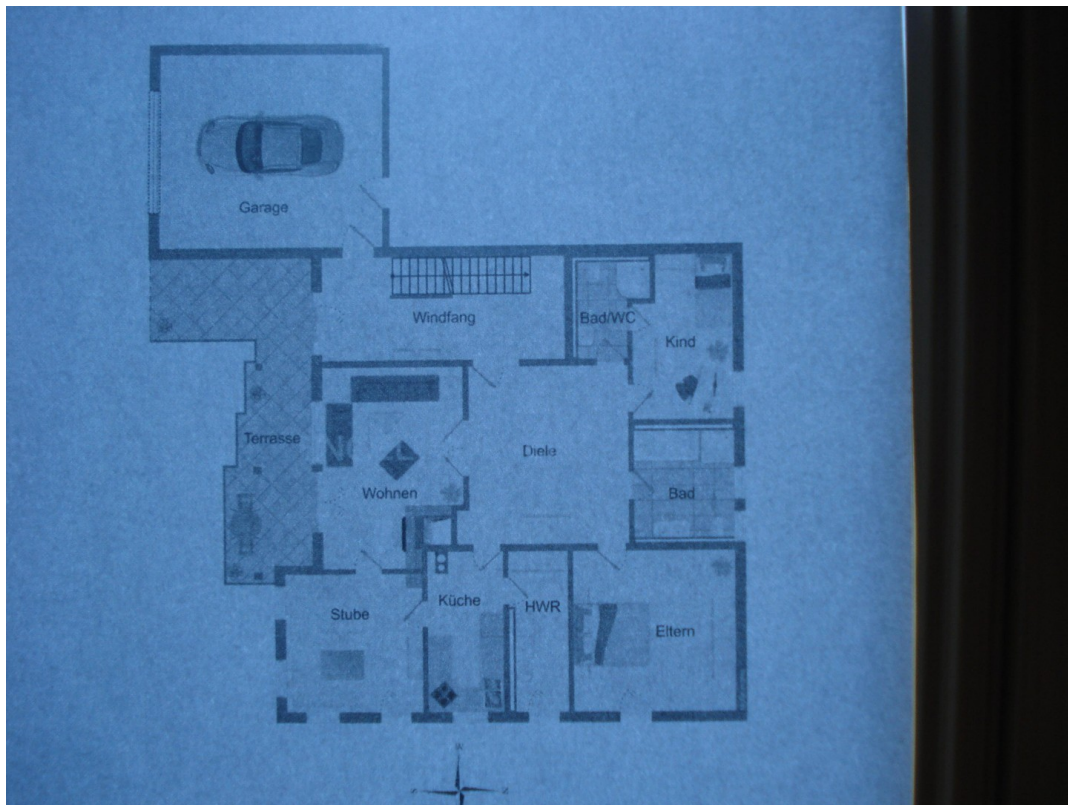 Garage
Windfang
Bad/WC
Kind
Terrasse
Diele
Wohnen
Bad
Stube
Küche
HWR
Eltern